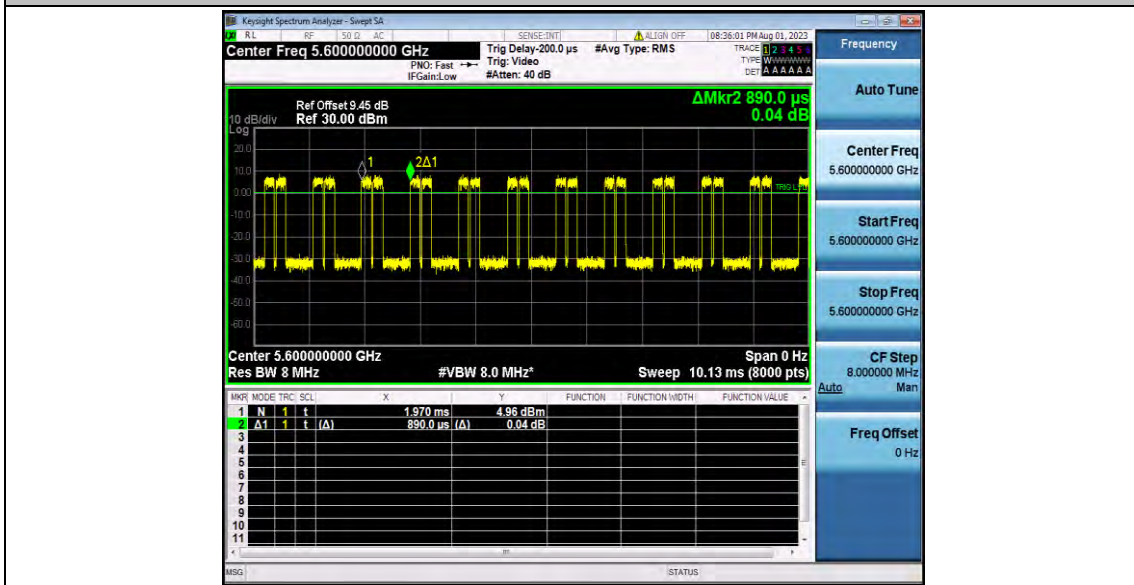 Keysight Spectrum Analyzer - Swept SA
RL RF 50 Ω AC SENSE:INT ALIGN OFF 08:36:01 PM Aug 01, 2023
Center Freq 5.600000000 GHz
PNO: Fast
IFGain:Low
Trig Delay-200.0 µs
Trig: Video
#Atten: 40 dB
#Avg Type: RMS
TRACE 1 2 3 4 5 6
TYPE WWWWWW
DET A A A A A A
Frequency
Auto Tune
Center Freq
5.600000000 GHz
Start Freq
5.600000000 GHz
Stop Freq
5.600000000 GHz
CF Step
8.000000 MHz
Auto Man
Freq Offset
0 Hz
ΔMkr2 890.0 µs
0.04 dB
Ref Offset 9.45 dB
10 dB/div Ref 30.00 dBm
Log
20.0
10.0
0.00
-10.0
-20.0
-30.0
-40.0
-50.0
-60.0
1
2Δ1
TRIG LVL
Center 5.600000000 GHz Span 0 Hz
Res BW 8 MHz #VBW 8.0 MHz* Sweep 10.13 ms (8000 pts)
MKR MODE TRC SCL X Y FUNCTION FUNCTION WIDTH FUNCTION VALUE
1 N 1 t 1.970 ms 4.96 dBm
2 Δ1 1 t (Δ) 890.0 µs (Δ) 0.04 dB
3
4
5
6
7
8
9
10
11
MSG STATUS